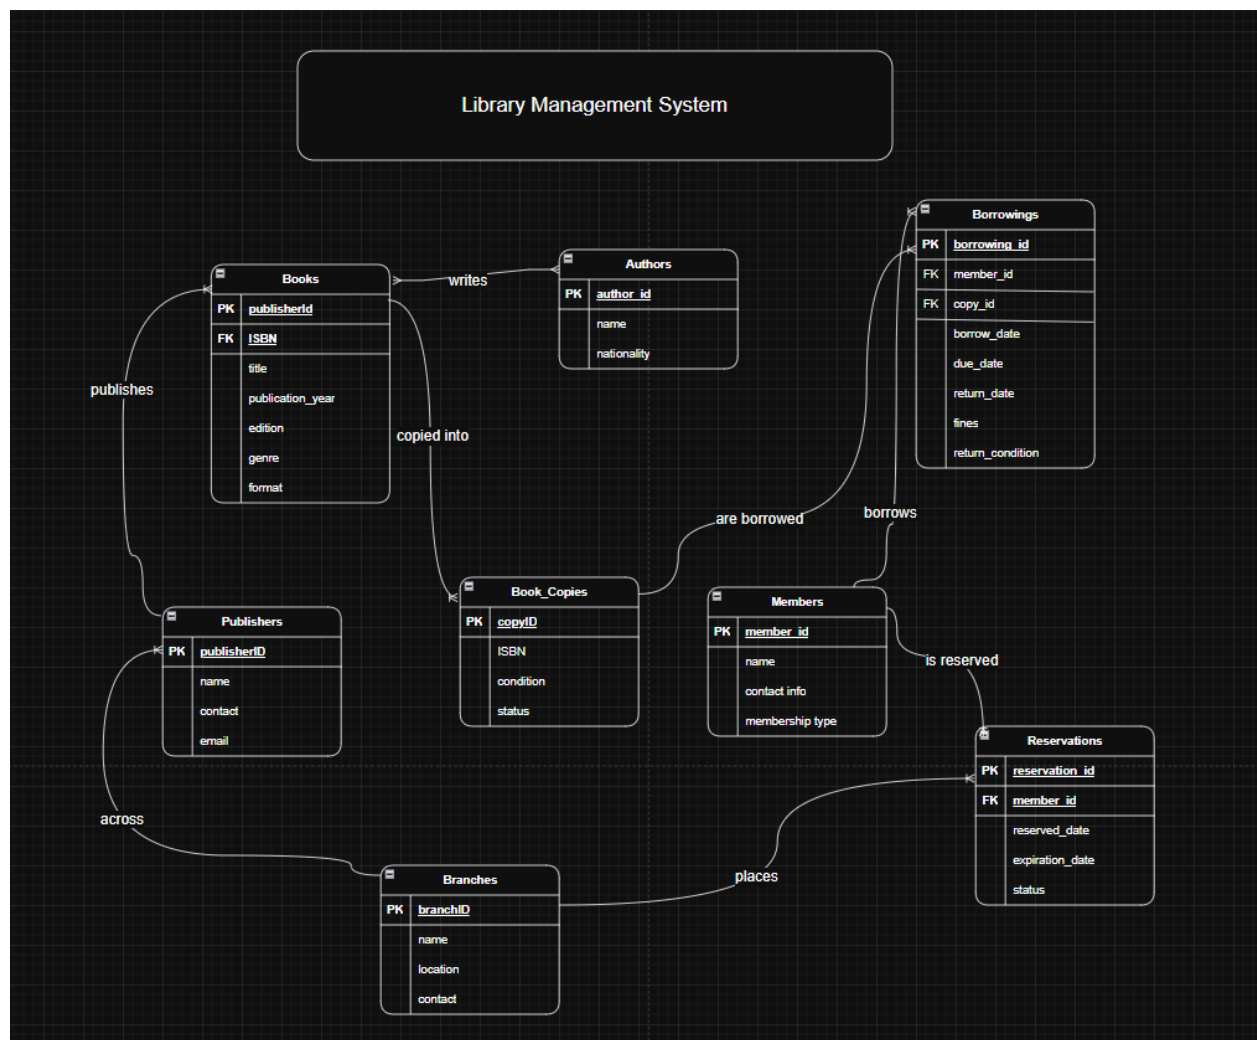 Library Management System
Borrowings
PK borrowing_id
FK member_id
FK copy_id
borrow_date
due_date
return_date
fines
return_condition
Authors
PK author_id
name
nationality
writes
Books
PK publisherId
FK ISBN
title
publication_year
edition
genre
format
publishes
copied into
are borrowed
borrows
Book_Copies
PK copyID
ISBN
condition
status
Members
PK member_id
name
contact info
membership type
Publishers
PK publisherID
name
contact
email
is reserved
Reservations
PK reservation_id
FK member_id
reserved_date
expiration_date
status
across
places
Branches
PK branchID
name
location
contact